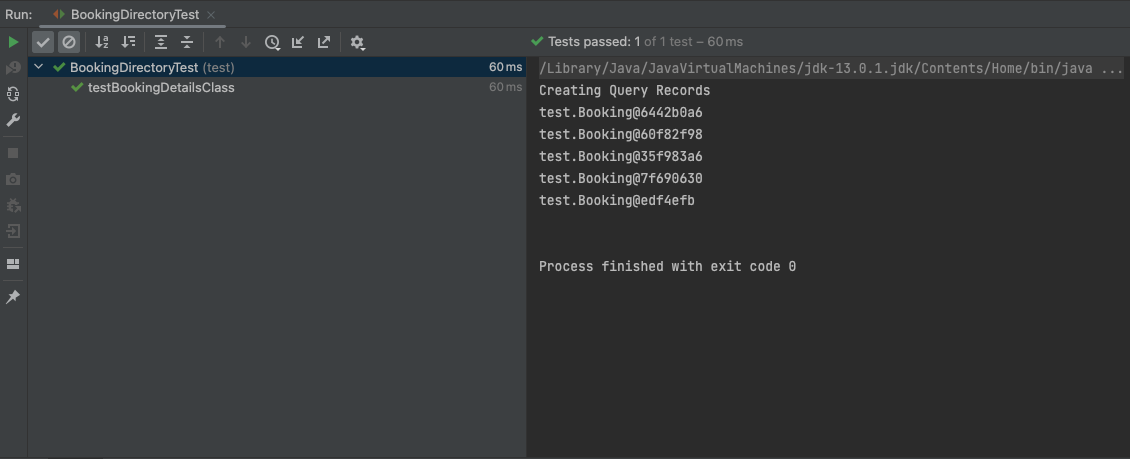 Run: BookingDirectoryTest
Tests passed: 1 of 1 test – 60 ms
BookingDirectoryTest (test) 60 ms
testBookingDetailsClass 60 ms
/Library/Java/JavaVirtualMachines/jdk-13.0.1.jdk/Contents/Home/bin/java ...
Creating Query Records
test.Booking@6442b0a6
test.Booking@60f82f98
test.Booking@35f983a6
test.Booking@7f690630
test.Booking@edf4efb
Process finished with exit code 0